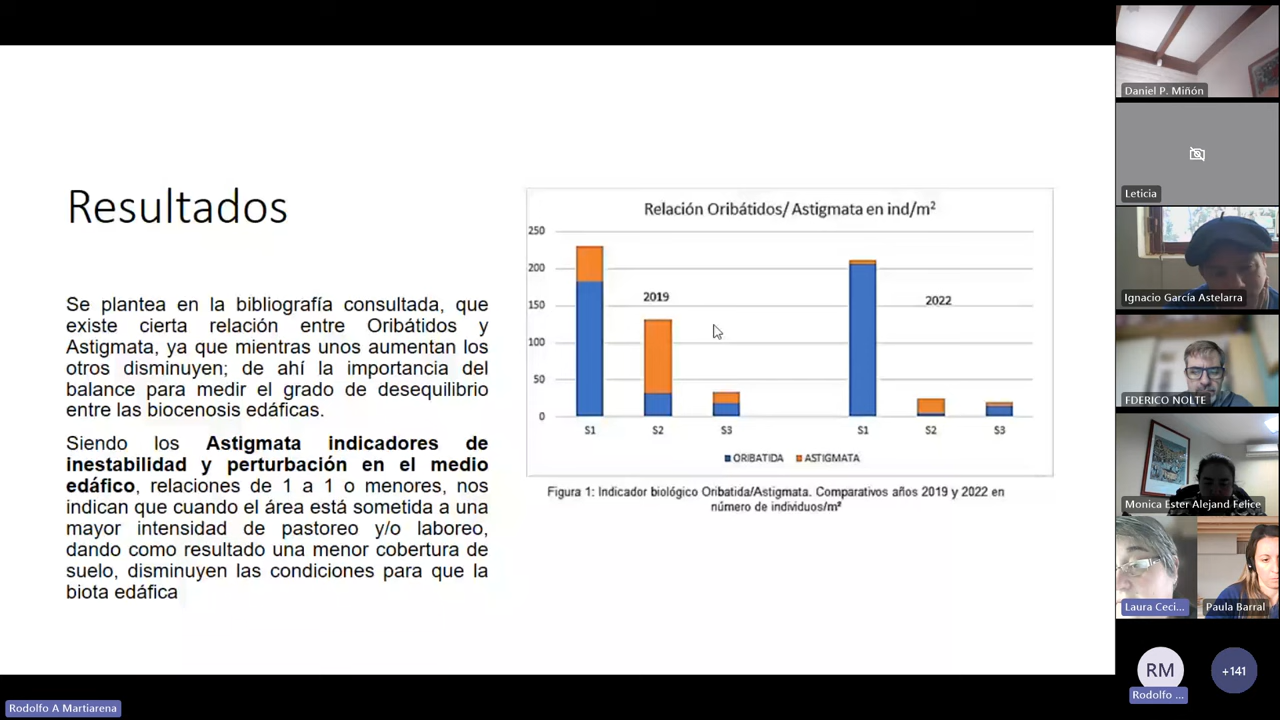 Resultados
Se plantea en la bibliografía consultada, que
existe cierta relación entre Oribátidos y
Astigmata, ya que mientras unos aumentan los
otros disminuyen; de ahí la importancia del
balance para medir el grado de desequilibrio
entre las biocenosis edáficas.
Siendo los Astigmata indicadores de
inestabilidad y perturbación en el medio
edáfico, relaciones de 1 a 1 o menores, nos
indican que cuando el área está sometida a una
mayor intensidad de pastoreo y/o laboreo,
dando como resultado una menor cobertura de
suelo, disminuyen las condiciones para que la
biota edáfica
Relación Oribátidos/ Astigmata en ind/m²
250
200
150
100
50
0
2019
2022
S1 S2 S3 S1 S2 S3
ORIBATIDA ASTIGMATA
Figura 1: Indicador biológico Oribatida/Astigmata. Comparativos años 2019 y 2022 en
número de individuos/m²
Daniel P. Miñón
Leticia
Ignacio García Astelarra
FDERICO NOLTE
Monica Ester Alejand Felice
Laura Ceci... Paula Barral
RM +141
Rodolfo ...
Rodolfo A Martiarena